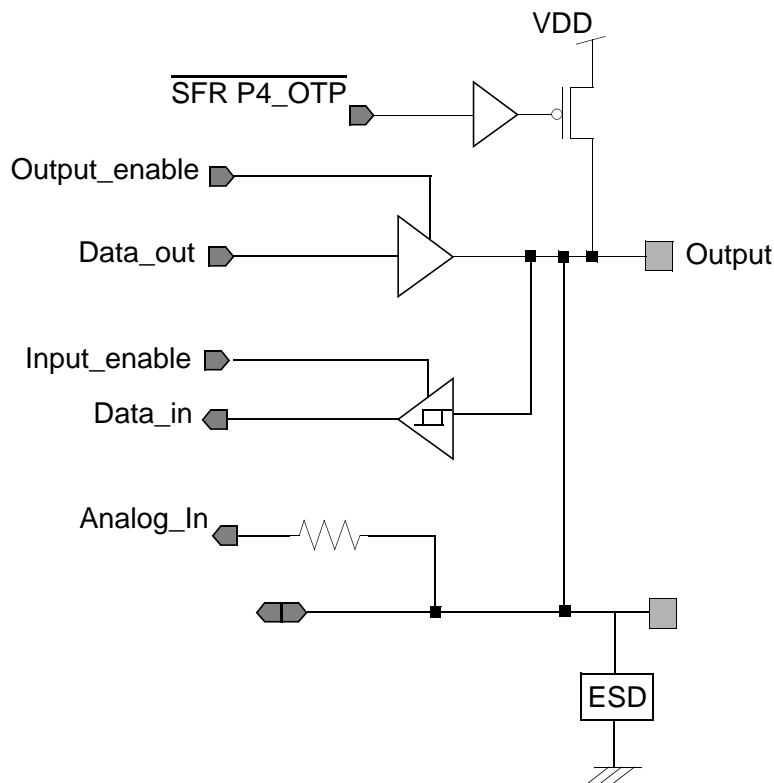 VDD
SFR P4_OTP
Output_enable
Data_out
Output
Input_enable
Data_in
Analog_In
ESD